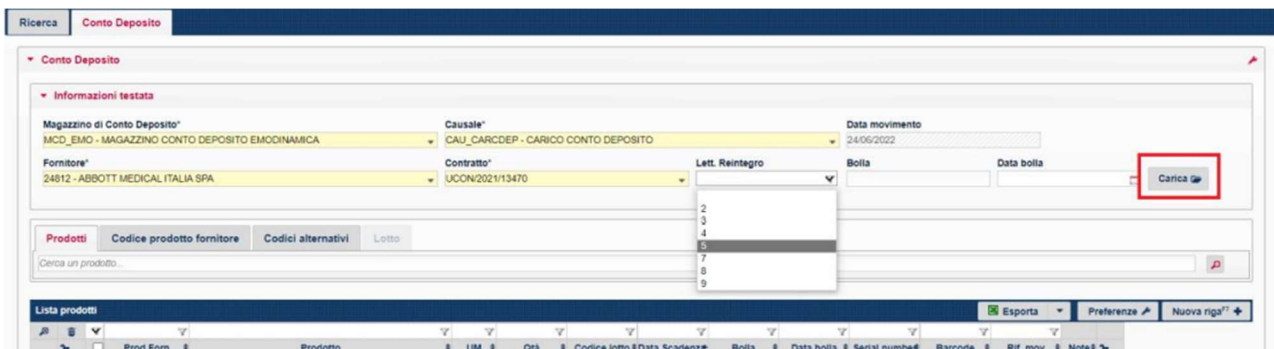 Ricerca Conto Deposito
Conto Deposito
Informazioni testata
Magazzino di Conto Deposito* Causale* Data movimento
MCD_EMO - MAGAZZINO CONTO DEPOSITO EMODINAMICA CAU_CARCDEP - CARICO CONTO DEPOSITO 24/06/2022
Fornitore* Contratto* Lett. Reintegro Bolla Data bolla
24812 - ABBOTT MEDICAL ITALIA SPA UCON/2021/13470 Carica
2
3
4
5
7
8
9
Prodotti Codice prodotto fornitore Codici alternativi Lotto
Cerca un prodotto...
Lista prodotti Esporta Preferenze Nuova riga F7
Prod.Forn. Prodotto UM Qtà Codice lotto Data Scadenza Bolla Data bolla Serial number Barcode Rif. mov. Note